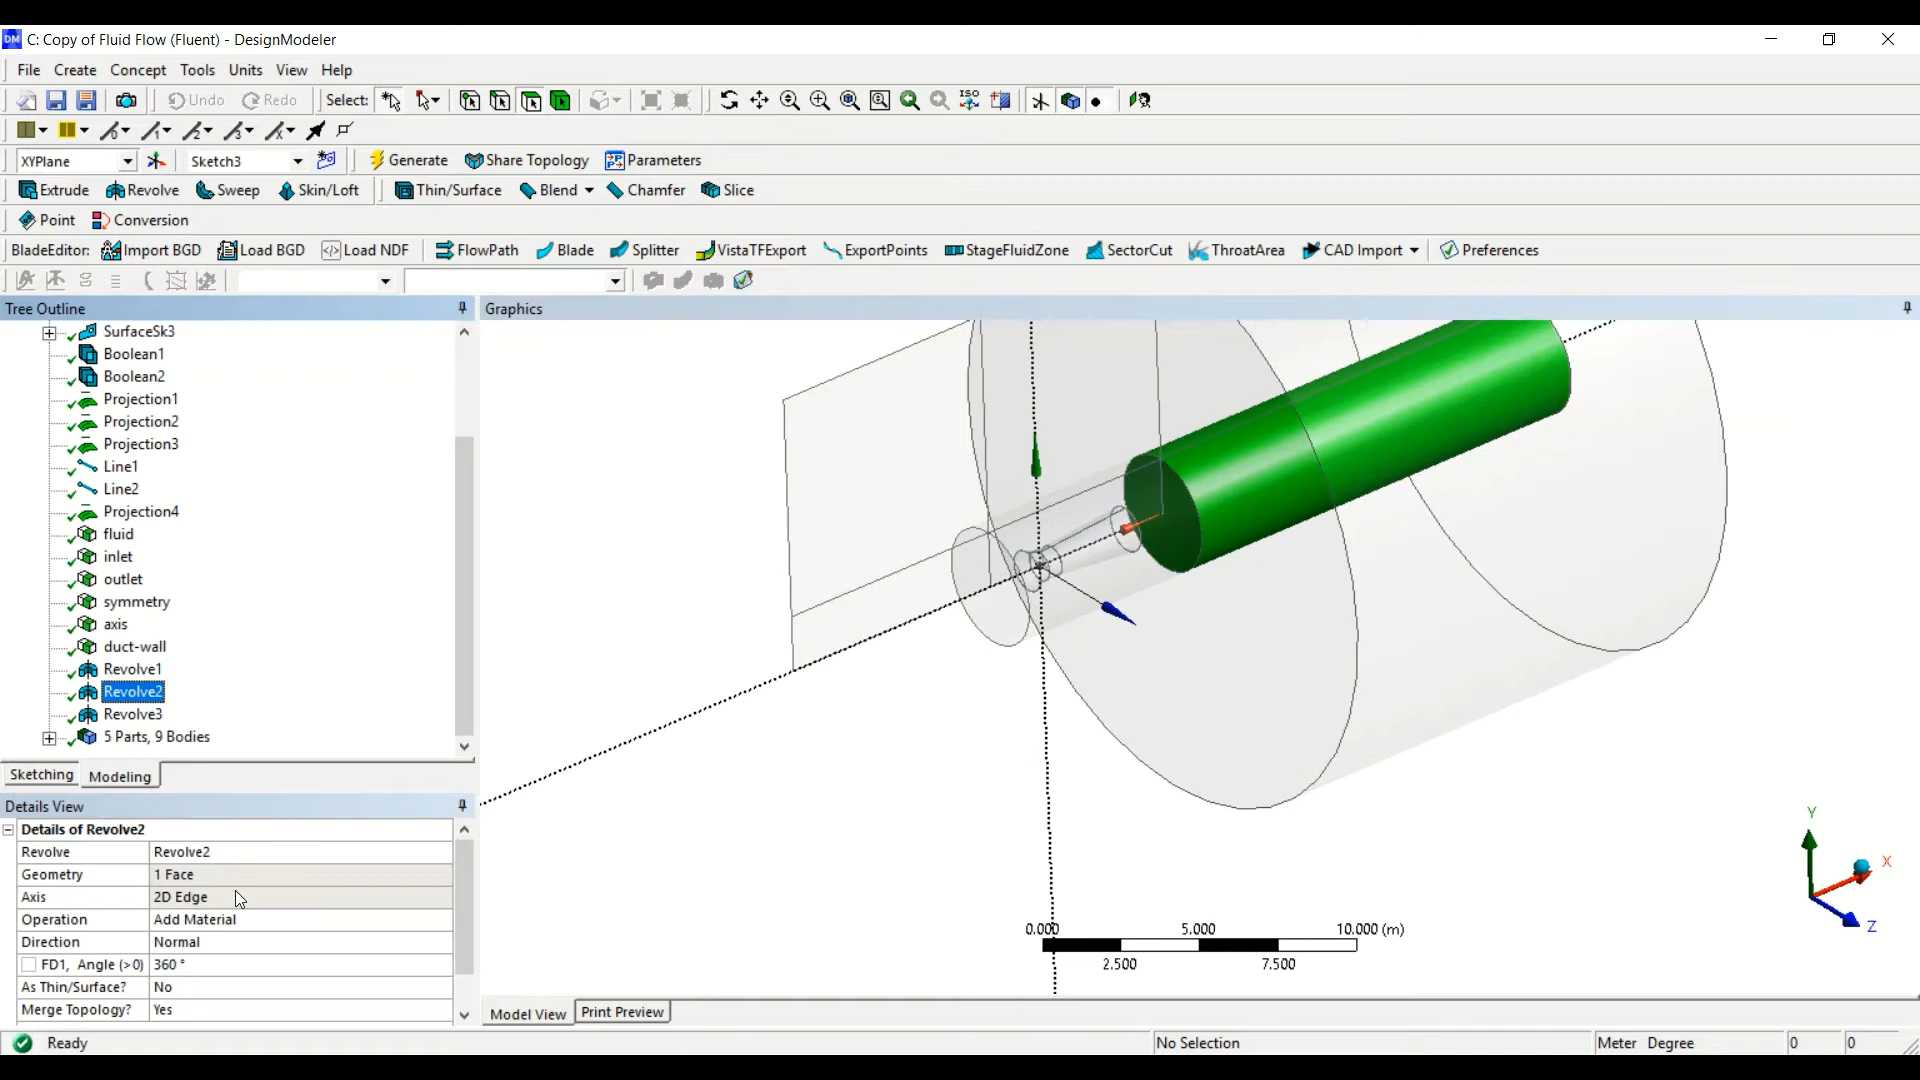 DM C: Copy of Fluid Flow (Fluent) - DesignModeler
File Create Concept Tools Units View Help
Undo Redo Select: ISO
XYPlane Sketch3 Generate Share Topology Parameters
Extrude Revolve Sweep Skin/Loft Thin/Surface Blend Chamfer Slice
Point Conversion
BladeEditor: Import BGD Load BGD Load NDF FlowPath Blade Splitter VistaTFExport ExportPoints StageFluidZone SectorCut ThroatArea CAD Import Preferences
Tree Outline
Graphics
SurfaceSk3
Boolean1
Boolean2
Projection1
Projection2
Projection3
Line1
Line2
Projection4
fluid
inlet
outlet
symmetry
axis
duct-wall
Revolve1
Revolve2
Revolve3
5 Parts, 9 Bodies
Sketching Modeling
Details View
Details of Revolve2
Revolve Revolve2
Geometry 1 Face
Axis 2D Edge
Operation Add Material
Direction Normal
FD1, Angle (>0) 360 °
As Thin/Surface? No
Merge Topology? Yes
0.000 5.000 10.000 (m)
2.500 7.500
Y
X
Z
Model View Print Preview
Ready No Selection Meter Degree 0 0